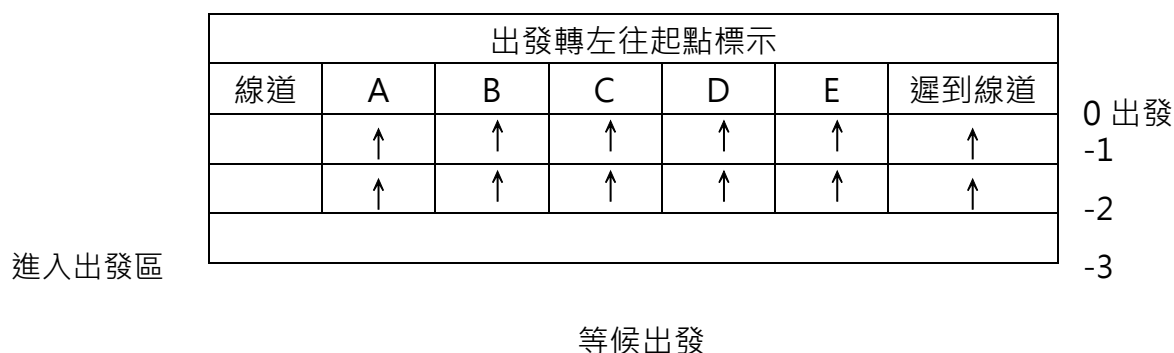 出發轉左往起點標示
線道 A B C D E 遲到線道
0 出發
↑ ↑ ↑ ↑ ↑ ↑
-1
↑ ↑ ↑ ↑ ↑ ↑
-2
進入出發區 -3
等候出發